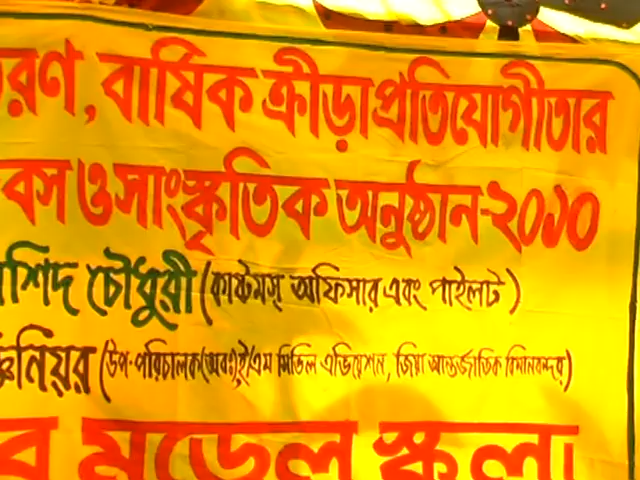 রণ, বার্ষিক ক্রীড়া প্রতিযোগীতার
ও সাংস্কৃতিক অনুষ্ঠান-২০১০
শিদ চৌধুরী (কাষ্টমস্ অফিসার এবং পাইলট)
নিয়র (উপ-পরিচালক(অবঃ)ই/এম সিভিল এভিয়েশন, জিয়া আন্তর্জাতিক বিমানবন্দর)
মডেল স্কুল